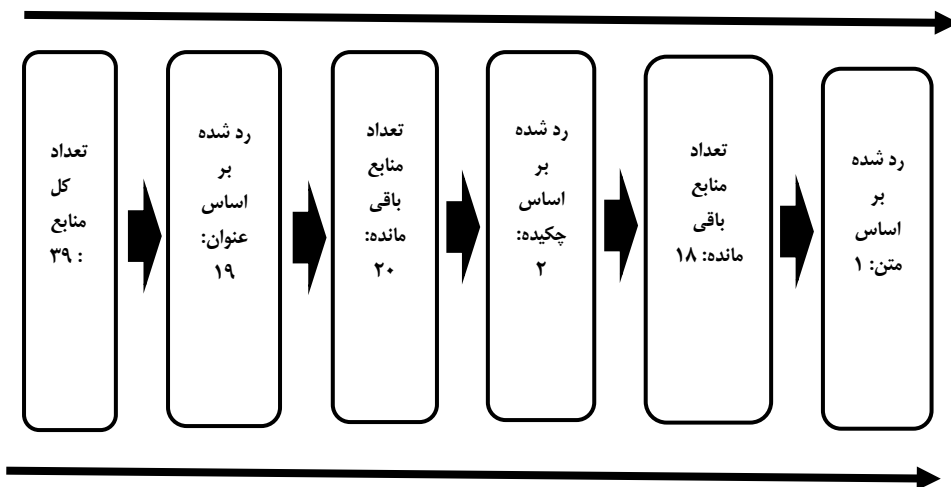 تعداد
کل
منابع
: ۳۹
رد شده
بر
اساس
عنوان:
۱۹
تعداد
منابع
باقی
مانده:
۲۰
رد شده
بر
اساس
چکیده:
۲
تعداد
منابع
باقی
مانده: ۱۸
رد شده
بر
اساس
متن: ۱